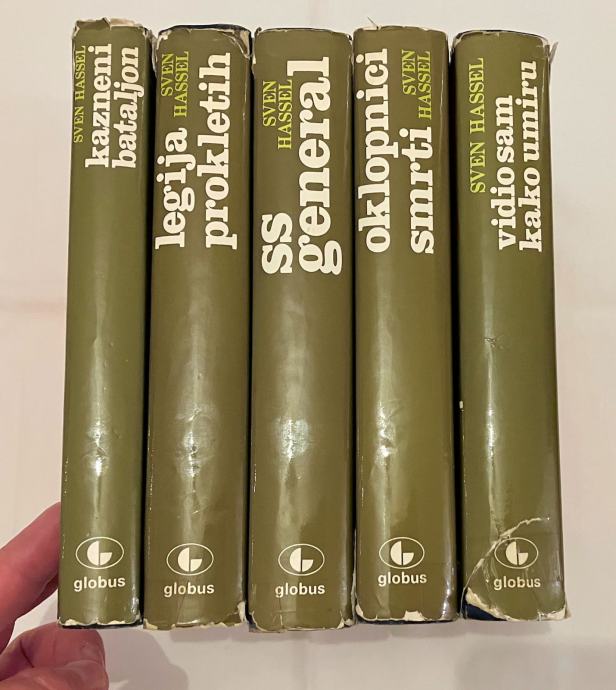 SVEN HASSEL
kazneni
bataljon
globus
SVEN
HASSEL
legija
prokletih
globus
SVEN
HASSEL
ss
general
globus
SVEN
HASSEL
oklopnici
smrti
globus
SVEN HASSEL
vidio sam
kako umiru
globus